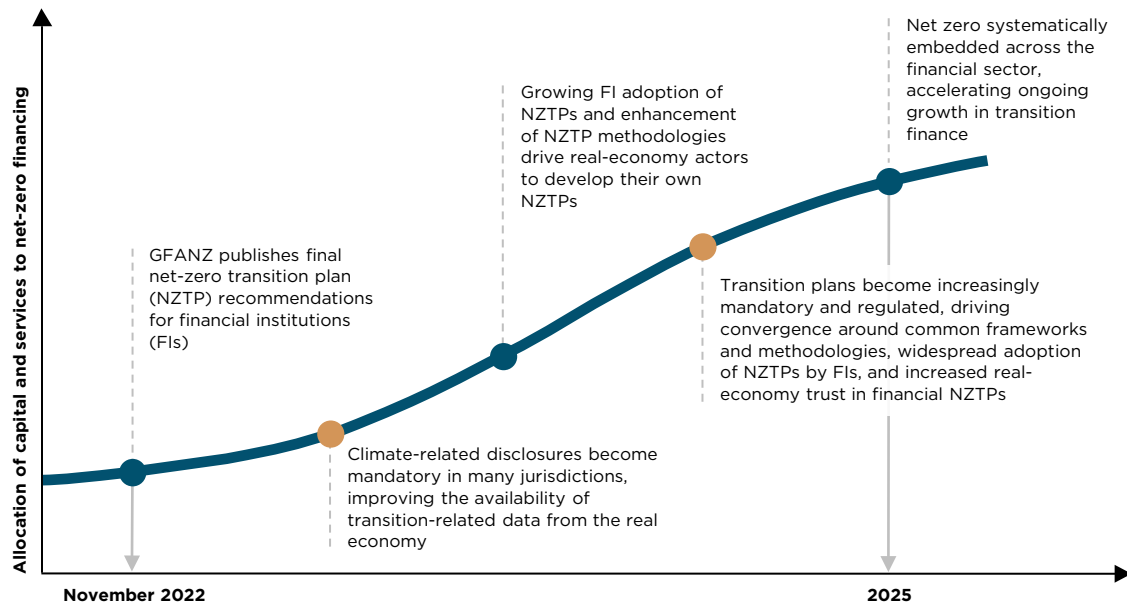 Allocation of capital and services to net-zero financing
GFANZ publishes final
net-zero transition plan
(NZTP) recommendations
for financial institutions
(FIs)
Climate-related disclosures become
mandatory in many jurisdictions,
improving the availability of
transition-related data from the real
economy
Growing FI adoption of
NZTPs and enhancement
of NZTP methodologies
drive real-economy actors
to develop their own
NZTPs
Transition plans become increasingly
mandatory and regulated, driving
convergence around common frameworks
and methodologies, widespread adoption
of NZTPs by FIs, and increased real-
economy trust in financial NZTPs
Net zero systematically
embedded across the
financial sector,
accelerating ongoing
growth in transition
finance
November 2022
2025